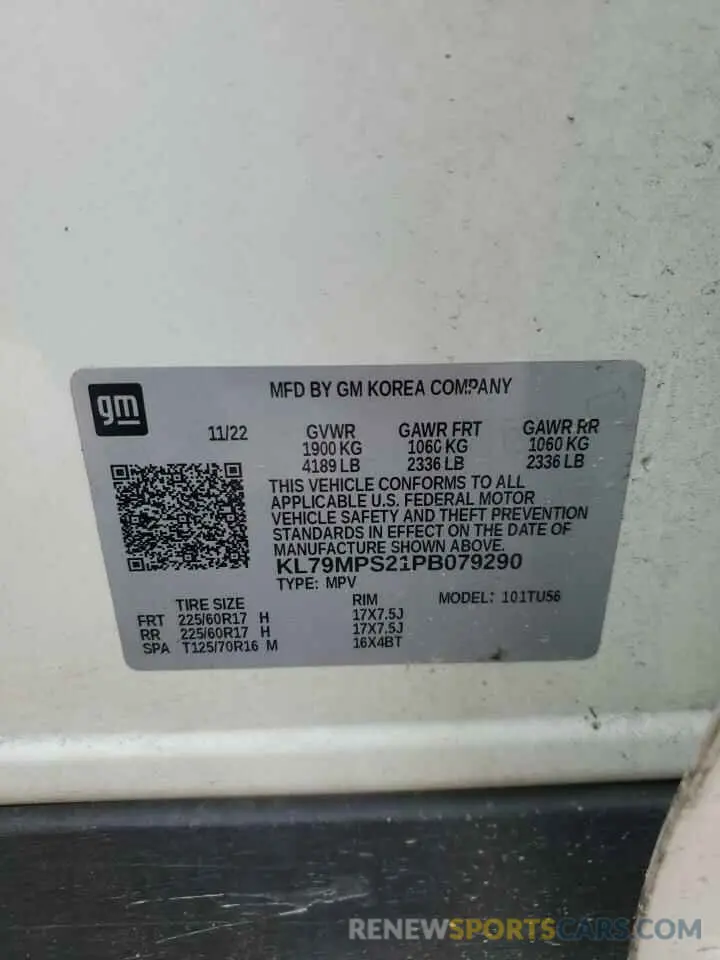 gm
MFD BY GM KOREA COMPANY
11/22
GVWR GAWR FRT GAWR RR
1900 KG 1060 KG 1060 KG
4189 LB 2336 LB 2336 LB
THIS VEHICLE CONFORMS TO ALL
APPLICABLE U.S. FEDERAL MOTOR
VEHICLE SAFETY AND THEFT PREVENTION
STANDARDS IN EFFECT ON THE DATE OF
MANUFACTURE SHOWN ABOVE.
KL79MPS21PB079290
TYPE: MPV
MODEL: 101TU56
TIRE SIZE RIM
FRT 225/60R17 H 17X7.5J
RR 225/60R17 H 17X7.5J
SPA T125/70R16 M 16X4BT
RENEWSPORTSCARS.COM